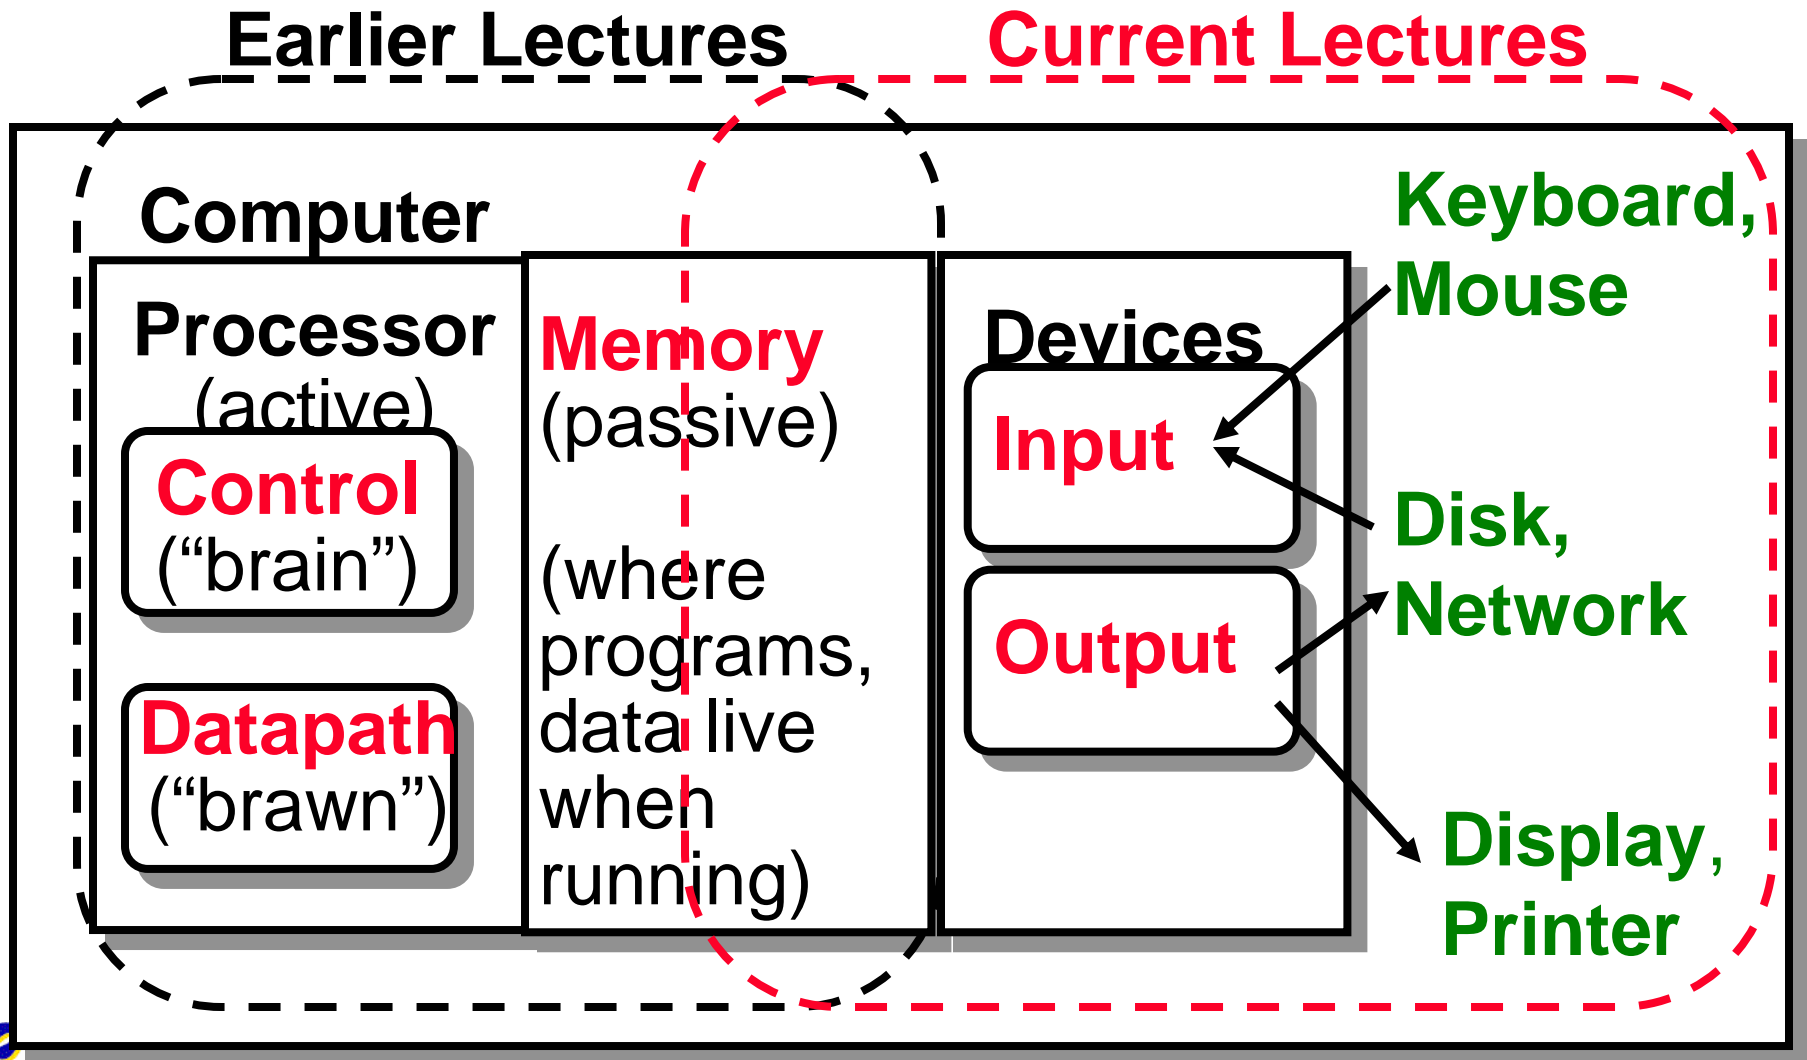 Earlier Lectures
Current Lectures
Computer
Processor
(active)
Control
(“brain”)
Datapath
(“brawn”)
Memory
(passive)
(where
programs,
data live
when
running)
Devices
Input
Output
Keyboard,
Mouse
Disk,
Network
Display,
Printer